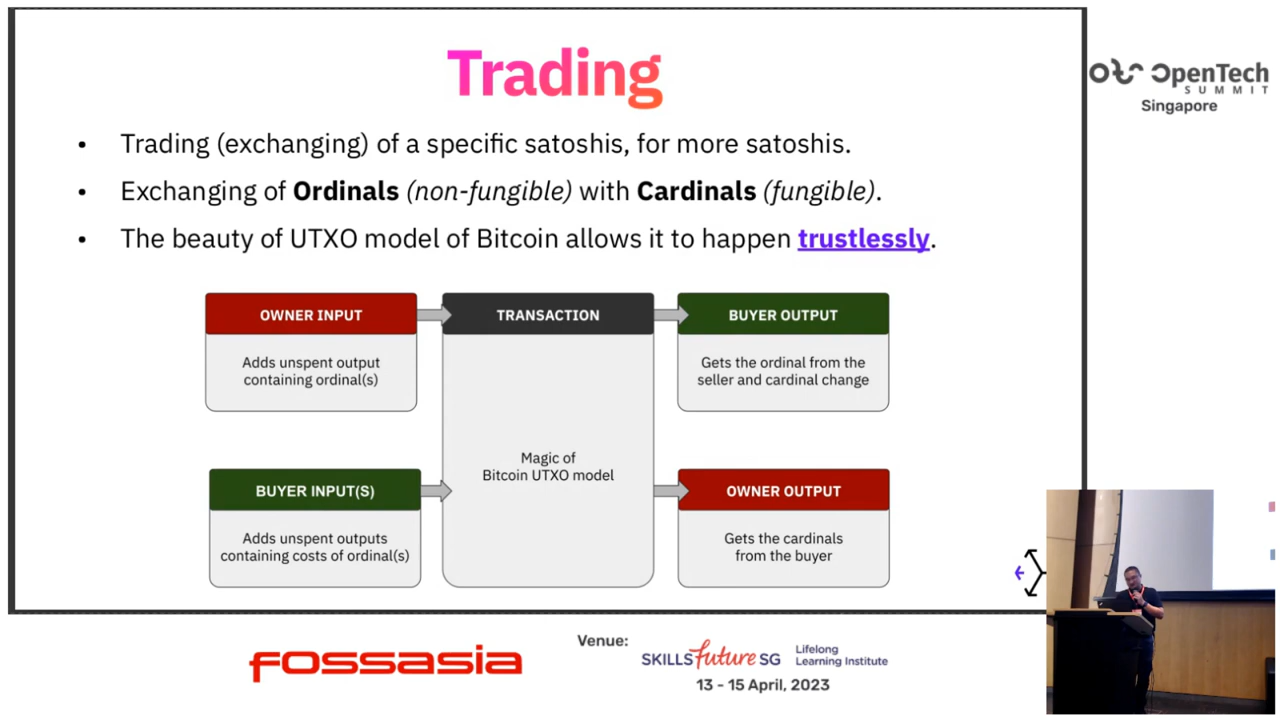 Trading
• Trading (exchanging) of a specific satoshis, for more satoshis.
• Exchanging of Ordinals (non-fungible) with Cardinals (fungible).
• The beauty of UTXO model of Bitcoin allows it to happen trustlessly.
OWNER INPUT
Adds unspent output
containing ordinal(s)
TRANSACTION
Magic of
Bitcoin UTXO model
BUYER OUTPUT
Gets the ordinal from the
seller and cardinal change
BUYER INPUT(S)
Adds unspent outputs
containing costs of ordinal(s)
OWNER OUTPUT
Gets the cardinals
from the buyer
OpenTech
SUMMIT
Singapore
FOSSASIA
Venue:
SKILLSfuture SG
Lifelong
Learning Institute
13 - 15 April, 2023